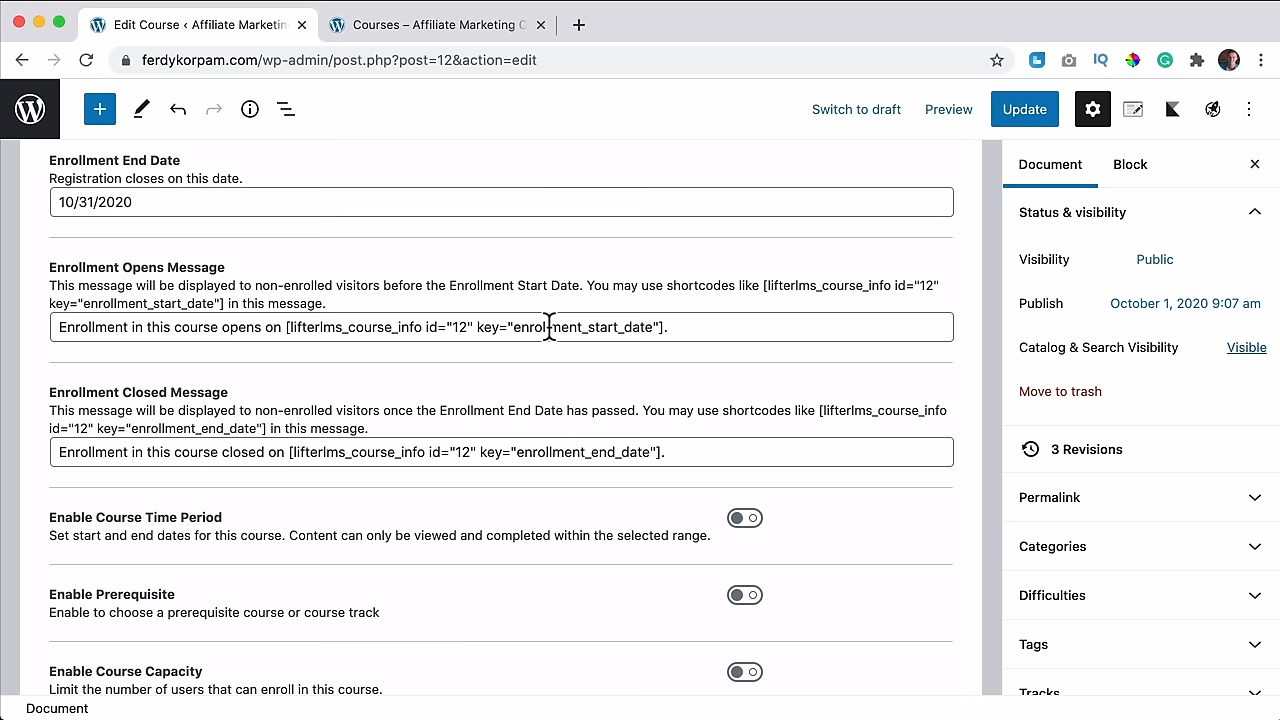 Edit Course ‹ Affiliate Marketin
Courses – Affiliate Marketing C
ferdykorpam.com/wp-admin/post.php?post=12&action=edit
IQ
Switch to draft
Preview
Update
Enrollment End Date
Registration closes on this date.
10/31/2020
Enrollment Opens Message
This message will be displayed to non-enrolled visitors before the Enrollment Start Date. You may use shortcodes like [lifterlms_course_info id="12"
key="enrollment_start_date"] in this message.
Enrollment in this course opens on [lifterlms_course_info id="12" key="enrollment_start_date"].
Enrollment Closed Message
This message will be displayed to non-enrolled visitors once the Enrollment End Date has passed. You may use shortcodes like [lifterlms_course_info
id="12" key="enrollment_end_date"] in this message.
Enrollment in this course closed on [lifterlms_course_info id="12" key="enrollment_end_date"].
Enable Course Time Period
Set start and end dates for this course. Content can only be viewed and completed within the selected range.
Enable Prerequisite
Enable to choose a prerequisite course or course track
Enable Course Capacity
Limit the number of users that can enroll in this course.
Document
Block
Status & visibility
Visibility
Public
Publish
October 1, 2020 9:07 am
Catalog & Search Visibility
Visible
Move to trash
3 Revisions
Permalink
Categories
Difficulties
Tags
Tracks
Document